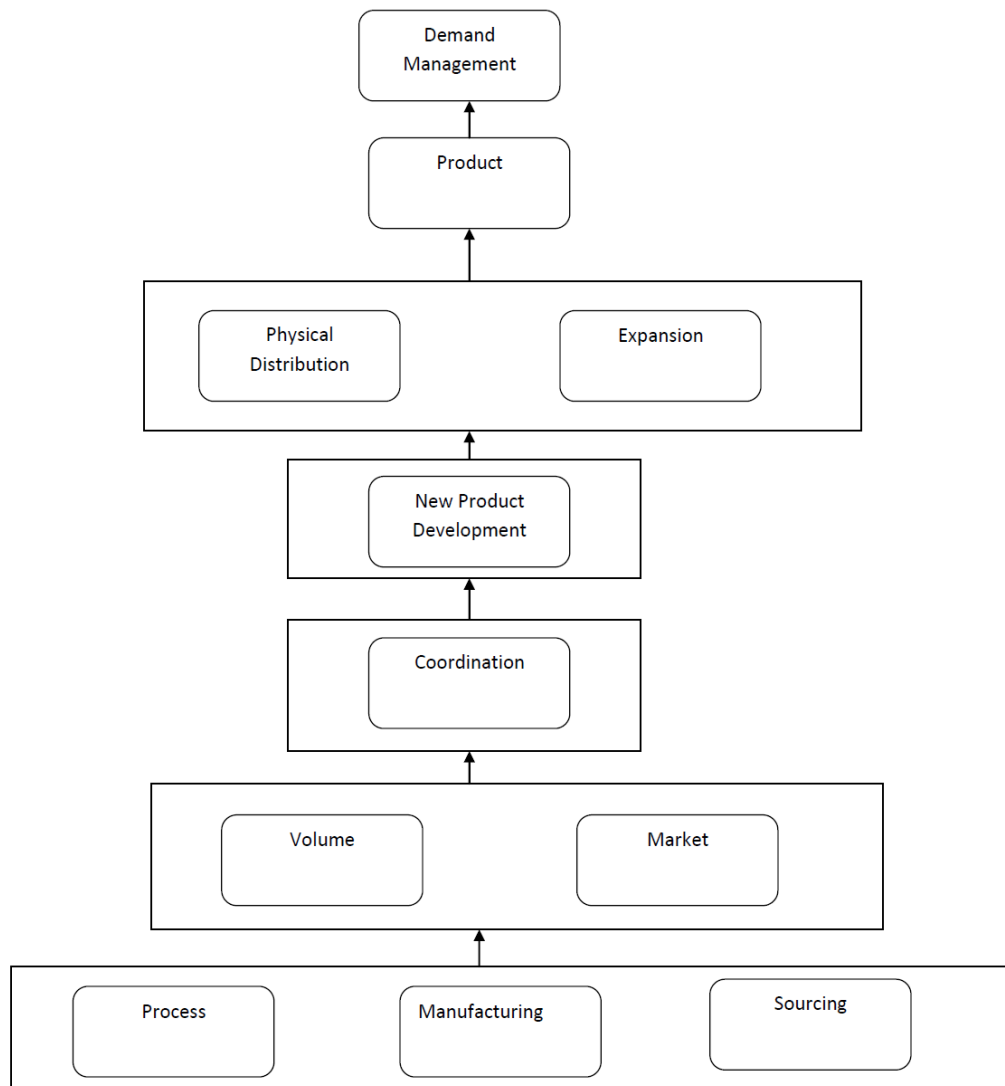 Demand
Management
Product
Physical
Distribution
Expansion
New Product
Development
Coordination
Volume
Market
Process
Manufacturing
Sourcing